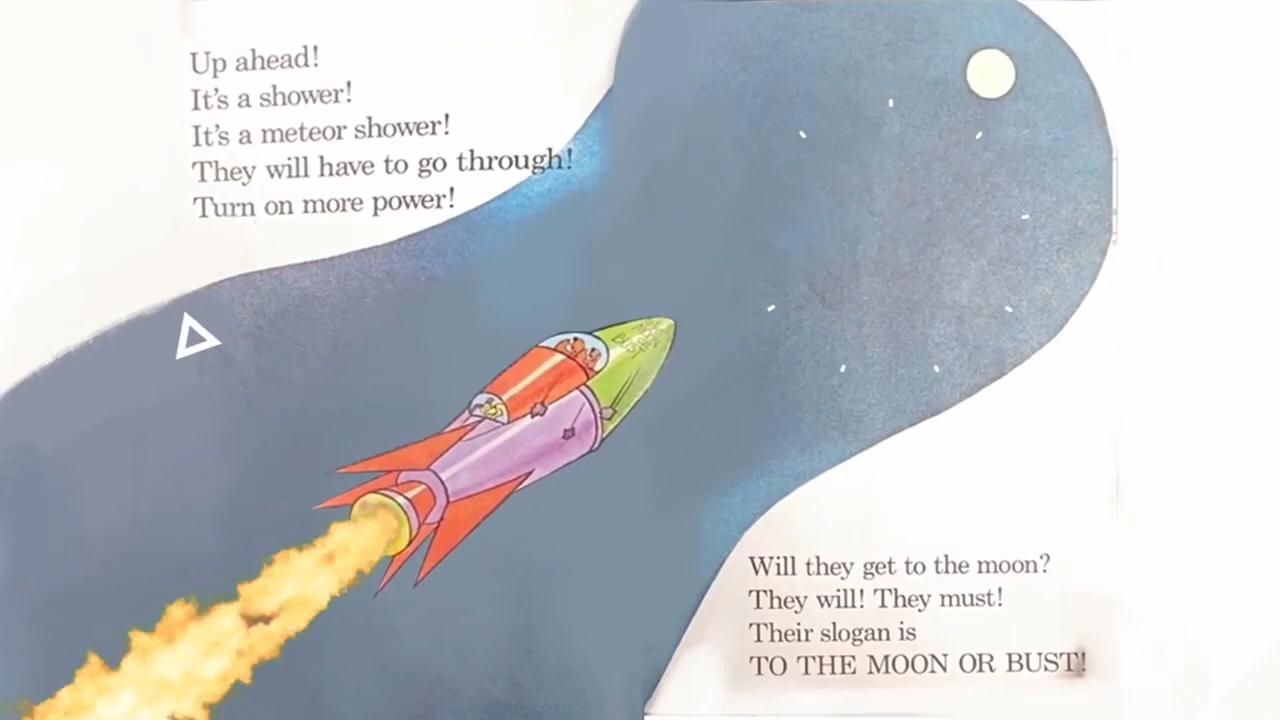 Up ahead!
It's a shower!
It's a meteor shower!
They will have to go through!
Turn on more power!
Will they get to the moon?
They will! They must!
Their slogan is
TO THE MOON OR BUST!